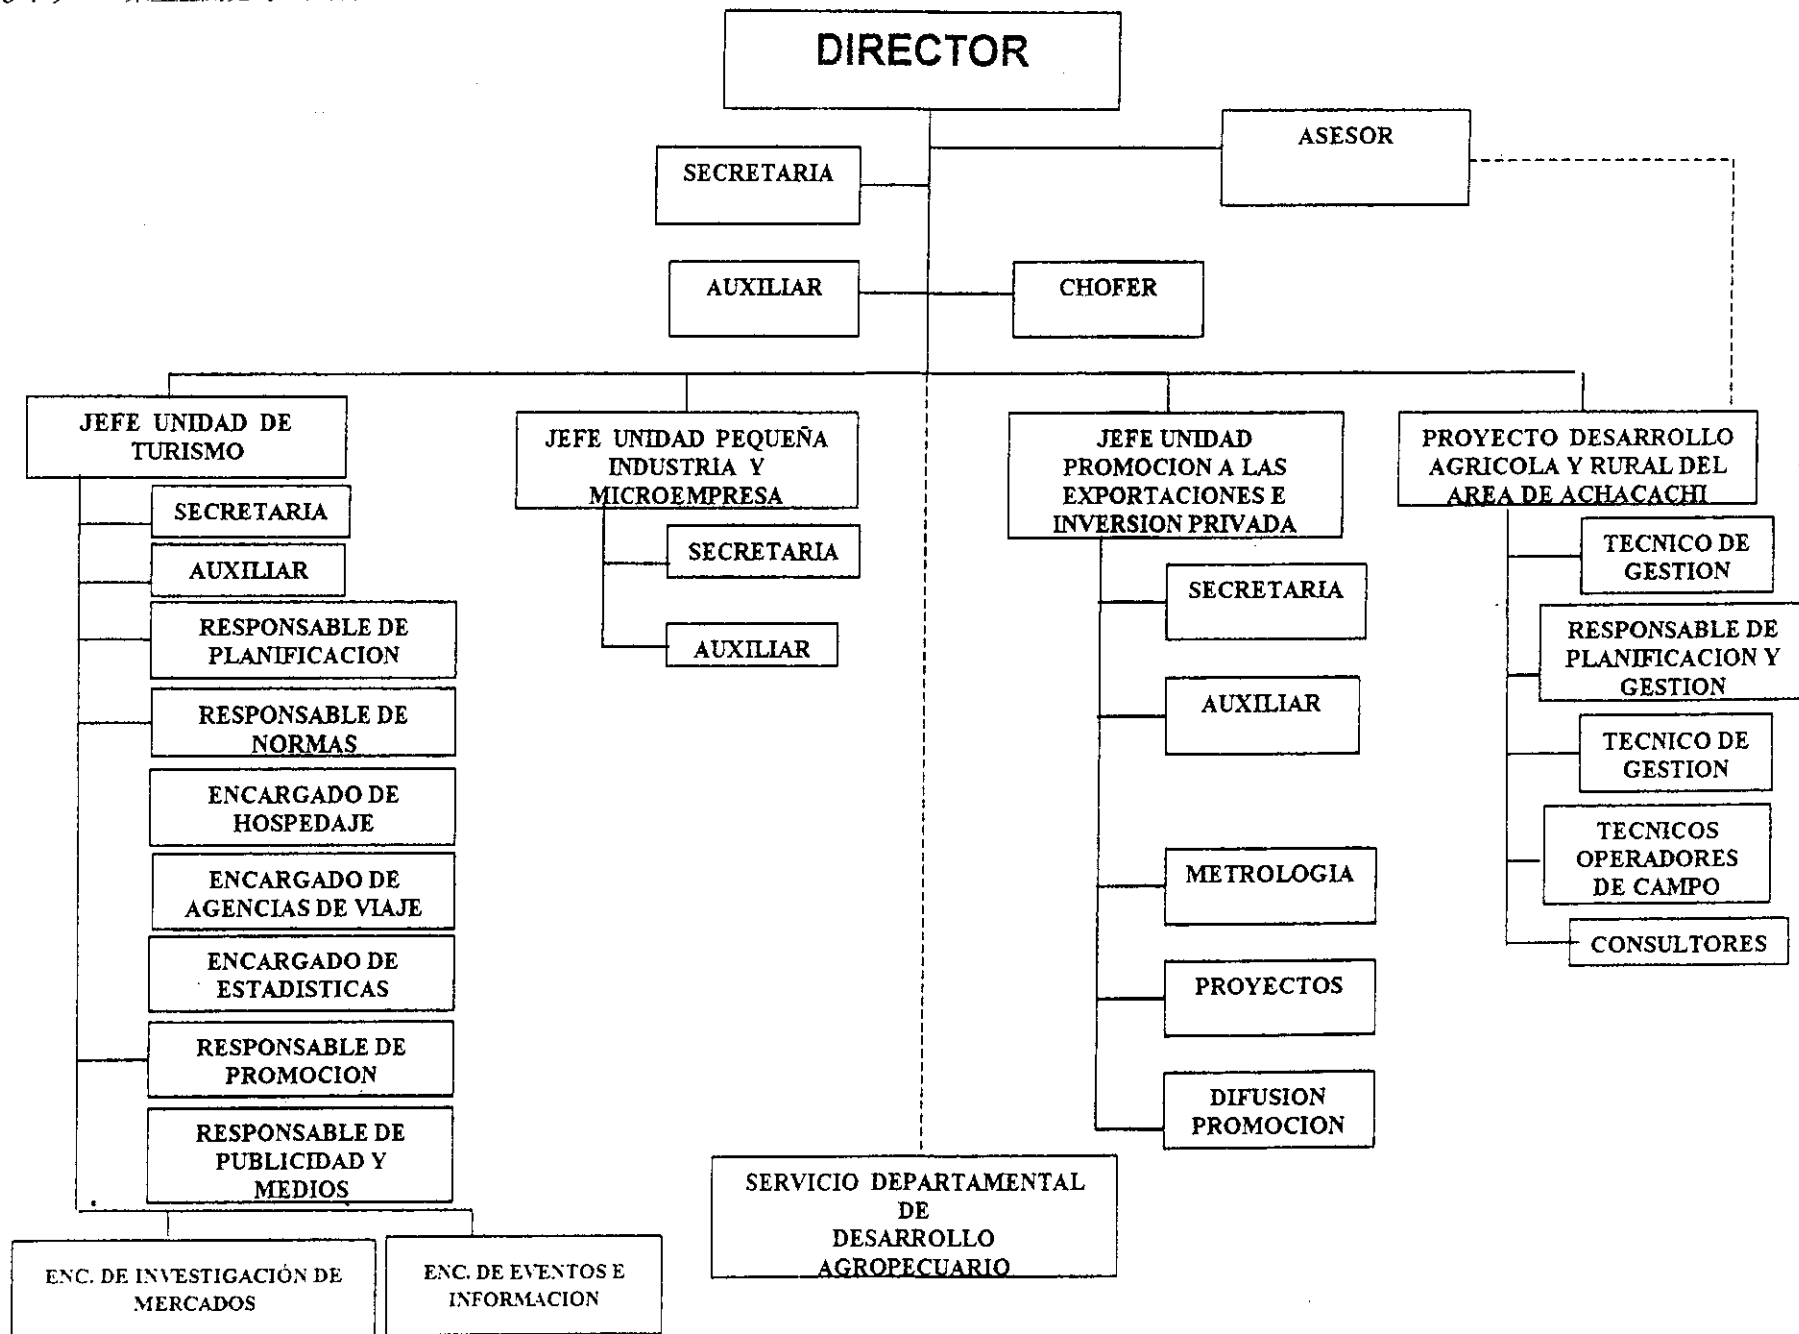 DIRECTOR
ASESOR
SECRETARIA
AUXILIAR
CHOFER
JEFE UNIDAD DE
TURISMO
SECRETARIA
AUXILIAR
RESPONSABLE DE
PLANIFICACION
RESPONSABLE DE
NORMAS
ENCARGADO DE
HOSPEDAJE
ENCARGADO DE
AGENCIAS DE VIAJE
ENCARGADO DE
ESTADISTICAS
RESPONSABLE DE
PROMOCION
RESPONSABLE DE
PUBLICIDAD Y
MEDIOS
ENC. DE INVESTIGACIÓN DE
MERCADOS
ENC. DE EVENTOS E
INFORMACION
JEFE UNIDAD PEQUEÑA
INDUSTRIA Y
MICROEMPRESA
SECRETARIA
AUXILIAR
SERVICIO DEPARTAMENTAL
DE
DESARROLLO
AGROPECUARIO
JEFE UNIDAD
PROMOCION A LAS
EXPORTACIONES E
INVERSION PRIVADA
SECRETARIA
AUXILIAR
METROLOGIA
PROYECTOS
DIFUSION
PROMOCION
PROYECTO DESARROLLO
AGRICOLA Y RURAL DEL
AREA DE ACHACACHI
TECNICO DE
GESTION
RESPONSABLE DE
PLANIFICACION Y
GESTION
TECNICO DE
GESTION
TECNICOS
OPERADORES
DE CAMPO
CONSULTORES